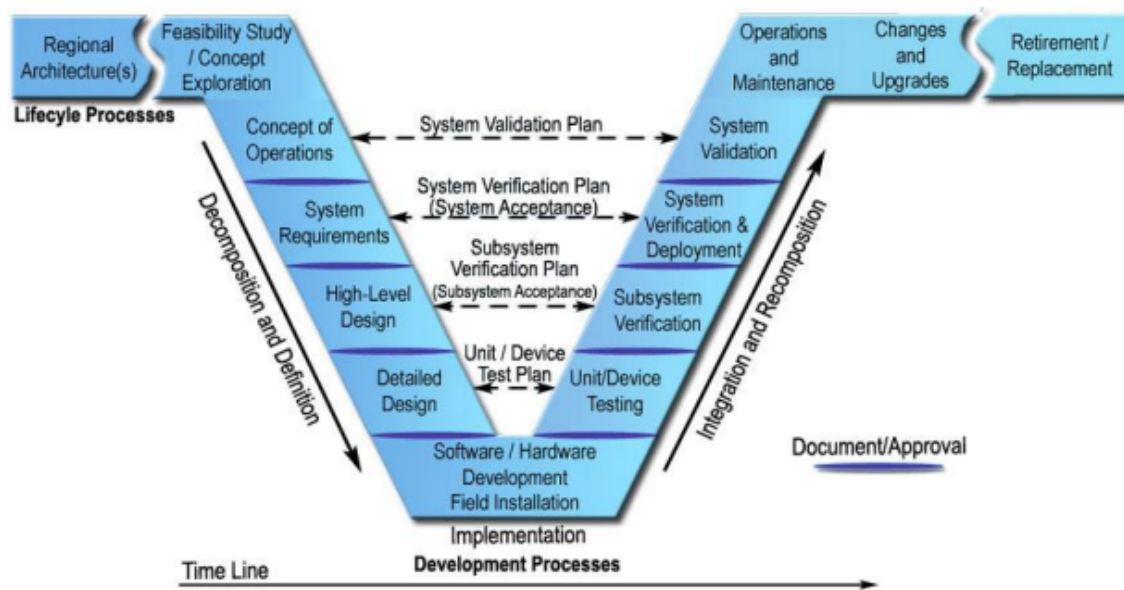 Regional
Architecture(s)
Feasibility Study
/ Concept
Exploration
Operations
and
Maintenance
Changes
and
Upgrades
Retirement /
Replacement
Lifecyle Processes
Concept of
Operations
System Validation Plan
System
Validation
System Verification Plan
(System Acceptance)
System
Requirements
System
Verification &
Deployment
Subsystem
Verification Plan
(Subsystem Acceptance)
High-Level
Design
Subsystem
Verification
Unit / Device
Test Plan
Detailed
Design
Unit/Device
Testing
Decomposition and Definition
Integration and Recomposition
Software / Hardware
Development
Field Installation
Document/Approval
Implementation
Development Processes
Time Line